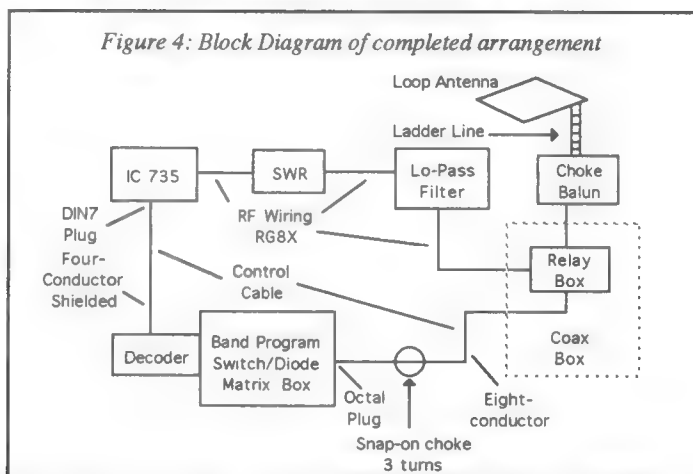 Figure 4: Block Diagram of completed arrangement
Loop Antenna
Ladder Line
IC 735
SWR
Lo-Pass
Filter
Choke
Balun
DIN7
Plug
RF Wiring
RG8X
Four-
Conductor
Shielded
Control
Cable
Relay
Box
Coax
Box
Decoder
Band Program
Switch/Diode
Matrix Box
Octal
Plug
Eight-
conductor
Snap-on choke
3 turns